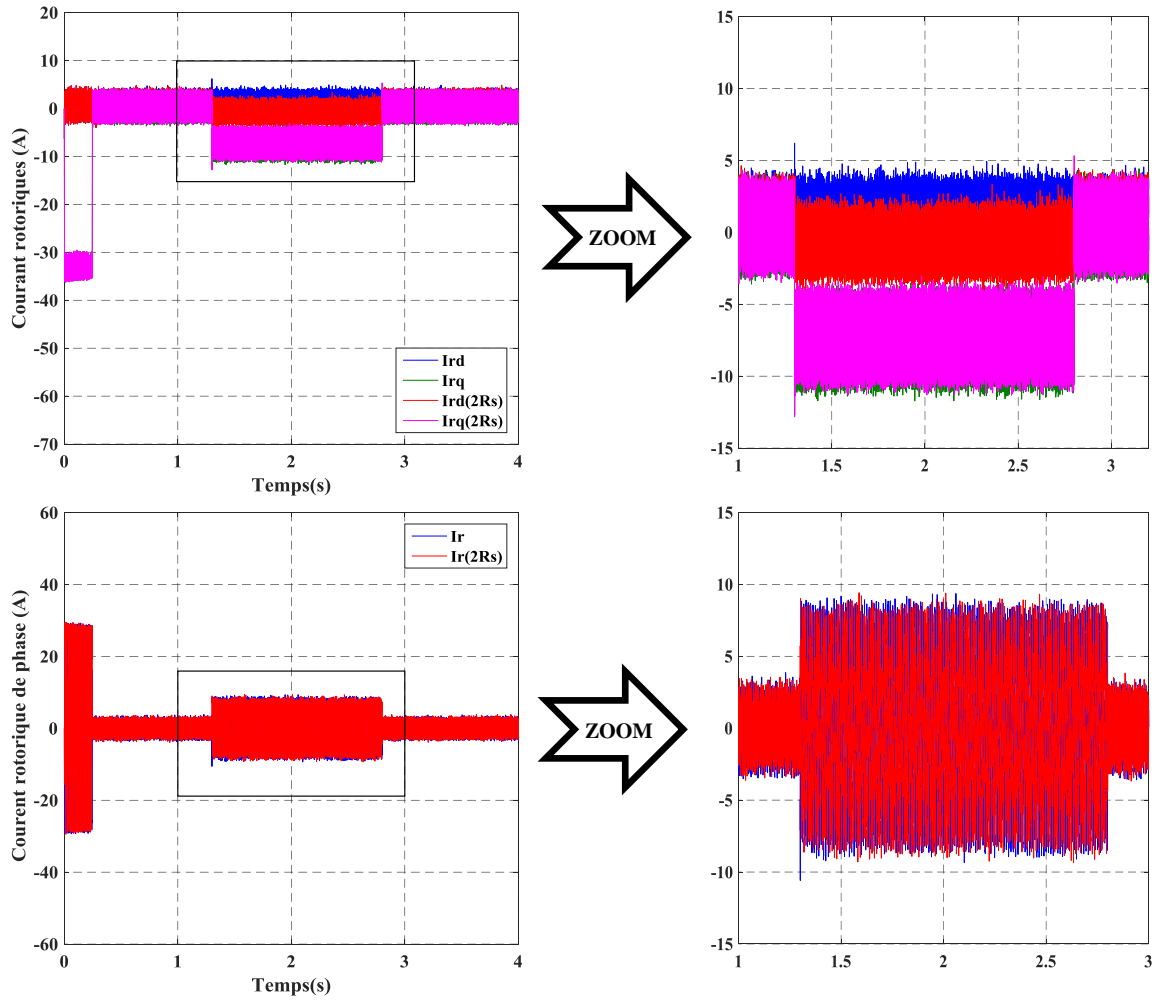 20
10
0
-10
-20
-30
-40
-50
-60
-70
Courant rotoriques (A)
Ird
Irq
Ird(2Rs)
Irq(2Rs)
0 1 2 3 4
Temps(s)
ZOOM
15
10
5
0
-5
-10
-15
1 1.5 2 2.5 3
60
40
20
0
-20
-40
-60
Courent rotorique de phase (A)
Ir
Ir(2Rs)
0 1 2 3 4
Temps(s)
ZOOM
15
10
5
0
-5
-10
-15
1 1.5 2 2.5 3